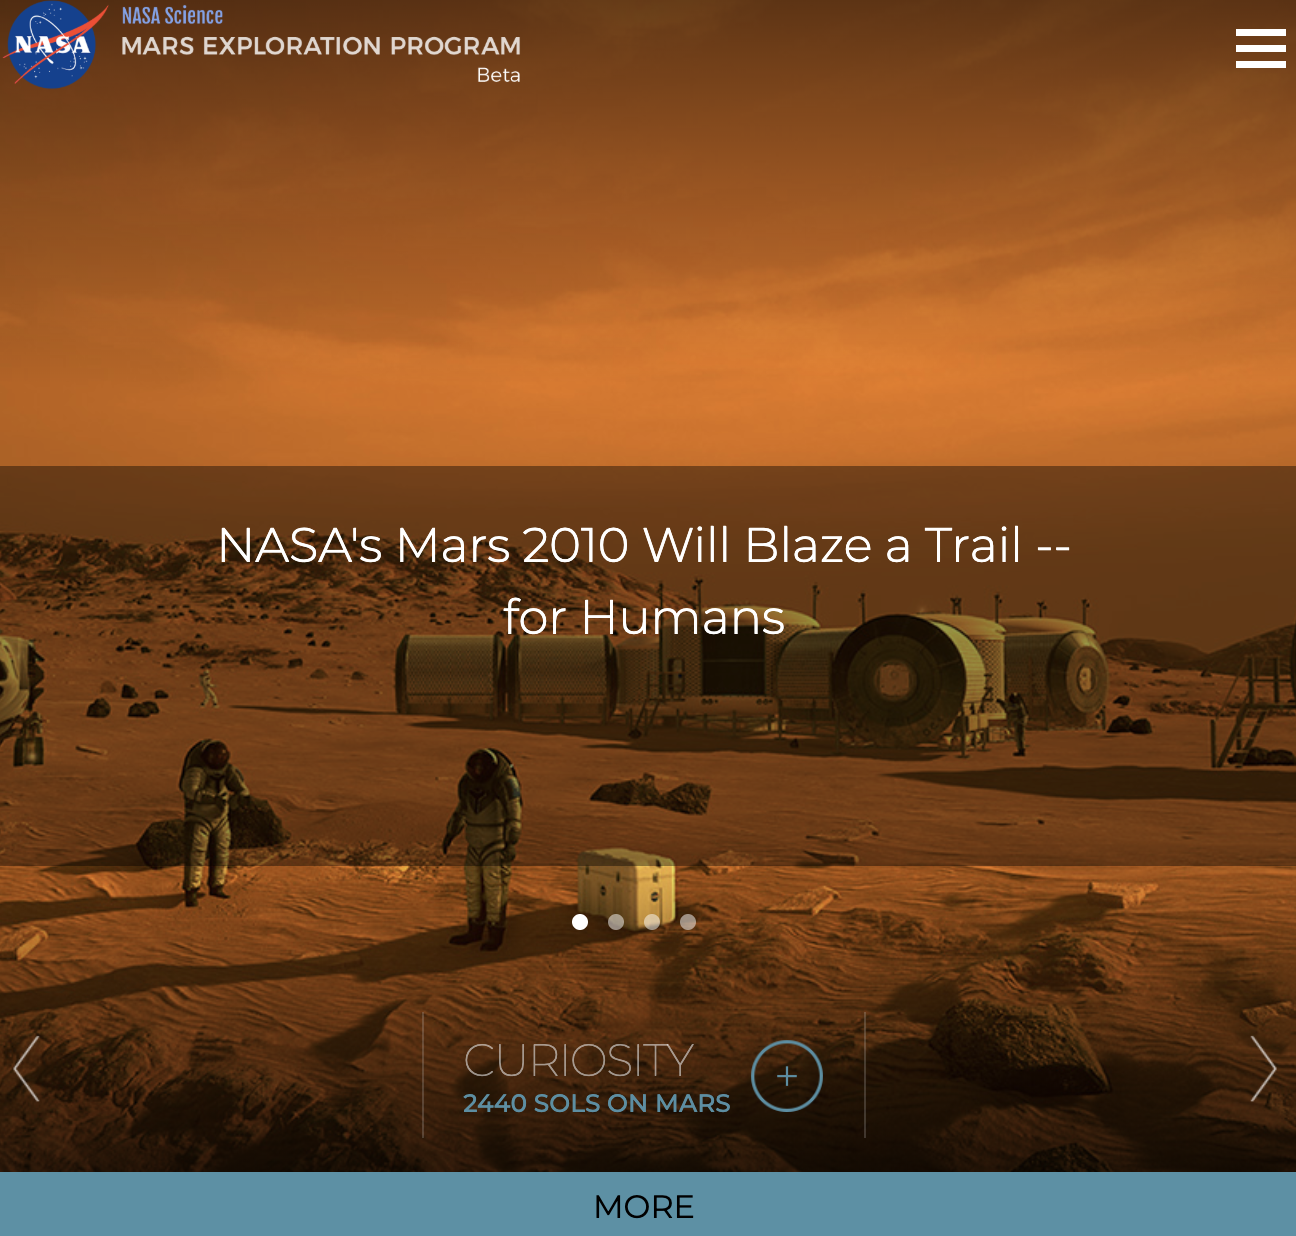 NASA
NASA Science
MARS EXPLORATION PROGRAM
Beta
NASA's Mars 2010 Will Blaze a Trail --
for Humans
CURIOSITY
2440 SOLS ON MARS
MORE